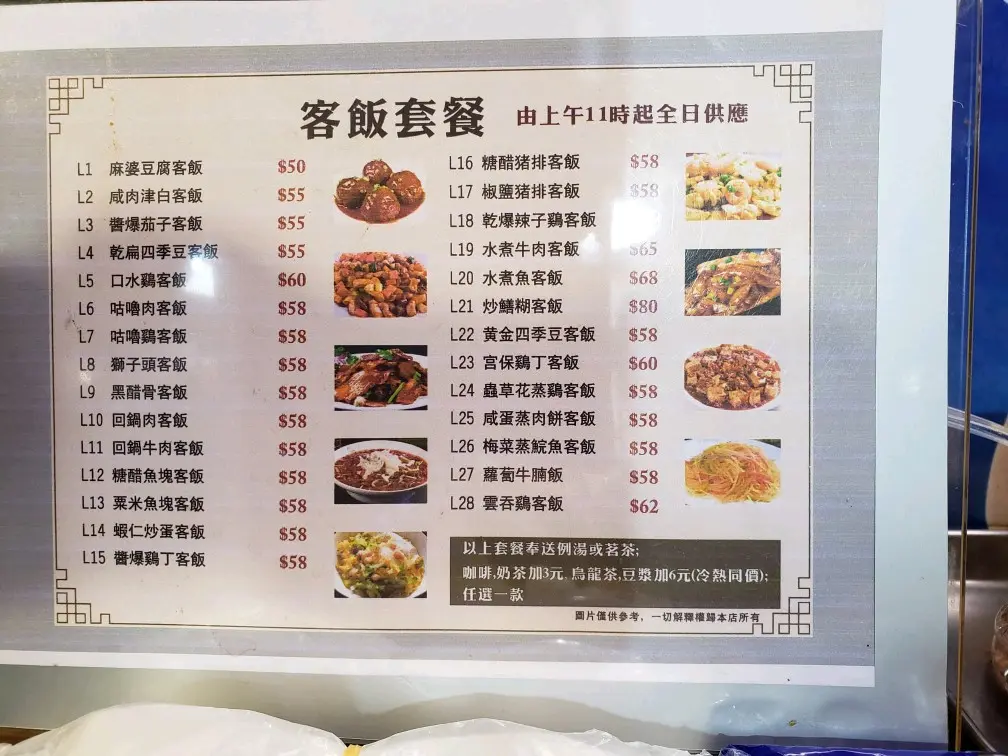 客飯套餐 由上午11時起全日供應
L1 麻婆豆腐客飯 $50
L2 咸肉津白客飯 $55
L3 醬爆茄子客飯 $55
L4 乾扁四季豆客飯 $55
L5 口水鷄客飯 $60
L6 咕嚕肉客飯 $58
L7 咕嚕鷄客飯 $58
L8 獅子頭客飯 $58
L9 黑醋骨客飯 $58
L10 回鍋肉客飯 $58
L11 回鍋牛肉客飯 $58
L12 糖醋魚塊客飯 $58
L13 粟米魚塊客飯 $58
L14 蝦仁炒蛋客飯 $58
L15 醬爆鷄丁客飯 $58
L16 糖醋猪排客飯 $58
L17 椒鹽猪排客飯 $58
L18 乾爆辣子鷄客飯
L19 水煮牛肉客飯 $65
L20 水煮魚客飯 $68
L21 炒鱔糊客飯 $80
L22 黄金四季豆客飯 $58
L23 宫保鷄丁客飯 $60
L24 蟲草花蒸鷄客飯 $58
L25 咸蛋蒸肉餅客飯 $58
L26 梅菜蒸鯇魚客飯 $58
L27 蘿蔔牛腩飯 $58
L28 雲吞鷄客飯 $62
以上套餐奉送例湯或茗茶;
咖啡,奶茶加3元. 烏龍茶,豆漿加6元(冷熱同價);
任選一款
圖片僅供參考，一切解釋權歸本店所有